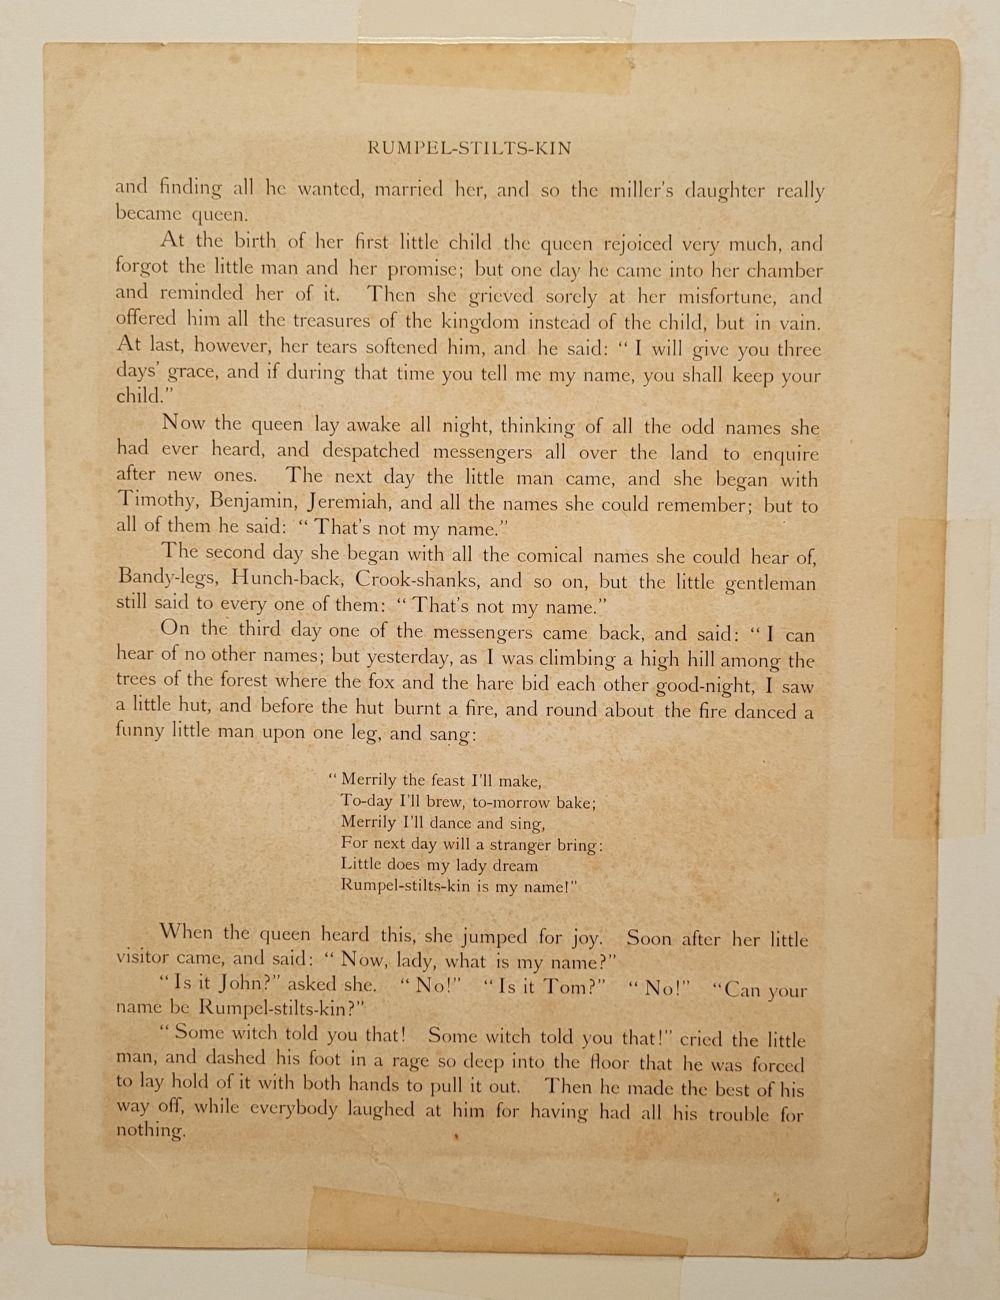 RUMPEL-STILTS-KIN
and finding all he wanted, married her, and so the miller's daughter really
became queen.
At the birth of her first little child the queen rejoiced very much, and
forgot the little man and her promise; but one day he came into her chamber
and reminded her of it. Then she grieved sorely at her misfortune, and
offered him all the treasures of the kingdom instead of the child, but in vain.
At last, however, her tears softened him, and he said: “ I will give you three
days' grace, and if during that time you tell me my name, you shall keep your
child.”
Now the queen lay awake all night, thinking of all the odd names she
had ever heard, and despatched messengers all over the land to enquire
after new ones. The next day the little man came, and she began with
Timothy, Benjamin, Jeremiah, and all the names she could remember; but to
all of them he said: “ That's not my name.”
The second day she began with all the comical names she could hear of,
Bandy-legs, Hunch-back, Crook-shanks, and so on, but the little gentleman
still said to every one of them: “ That's not my name.”
On the third day one of the messengers came back, and said: “ I can
hear of no other names; but yesterday, as I was climbing a high hill among the
trees of the forest where the fox and the hare bid each other good-night, I saw
a little hut, and before the hut burnt a fire, and round about the fire danced a
funny little man upon one leg, and sang:
“ Merrily the feast I'll make,
To-day I'll brew, to-morrow bake;
Merrily I'll dance and sing,
For next day will a stranger bring:
Little does my lady dream
Rumpel-stilts-kin is my name!”
When the queen heard this, she jumped for joy. Soon after her little
visitor came, and said: “ Now, lady, what is my name?”
“ Is it John?” asked she. “ No!” “ Is it Tom?” “ No!” “Can your
name be Rumpel-stilts-kin?”
“ Some witch told you that! Some witch told you that!” cried the little
man, and dashed his foot in a rage so deep into the floor that he was forced
to lay hold of it with both hands to pull it out. Then he made the best of his
way off, while everybody laughed at him for having had all his trouble for
nothing.